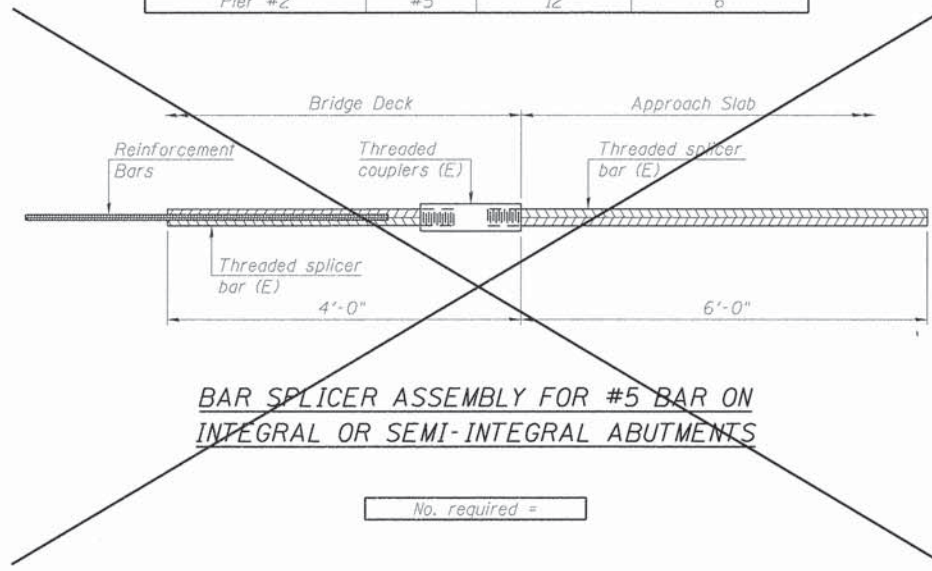 Pier #2 #5 12 6
Bridge Deck Approach Slab
Reinforcement Bars
Threaded couplers (E)
Threaded splicer bar (E)
Threaded splicer bar (E)
4'-0" 6'-0"
BAR SPLICER ASSEMBLY FOR #5 BAR ON
INTEGRAL OR SEMI-INTEGRAL ABUTMENTS
No. required =